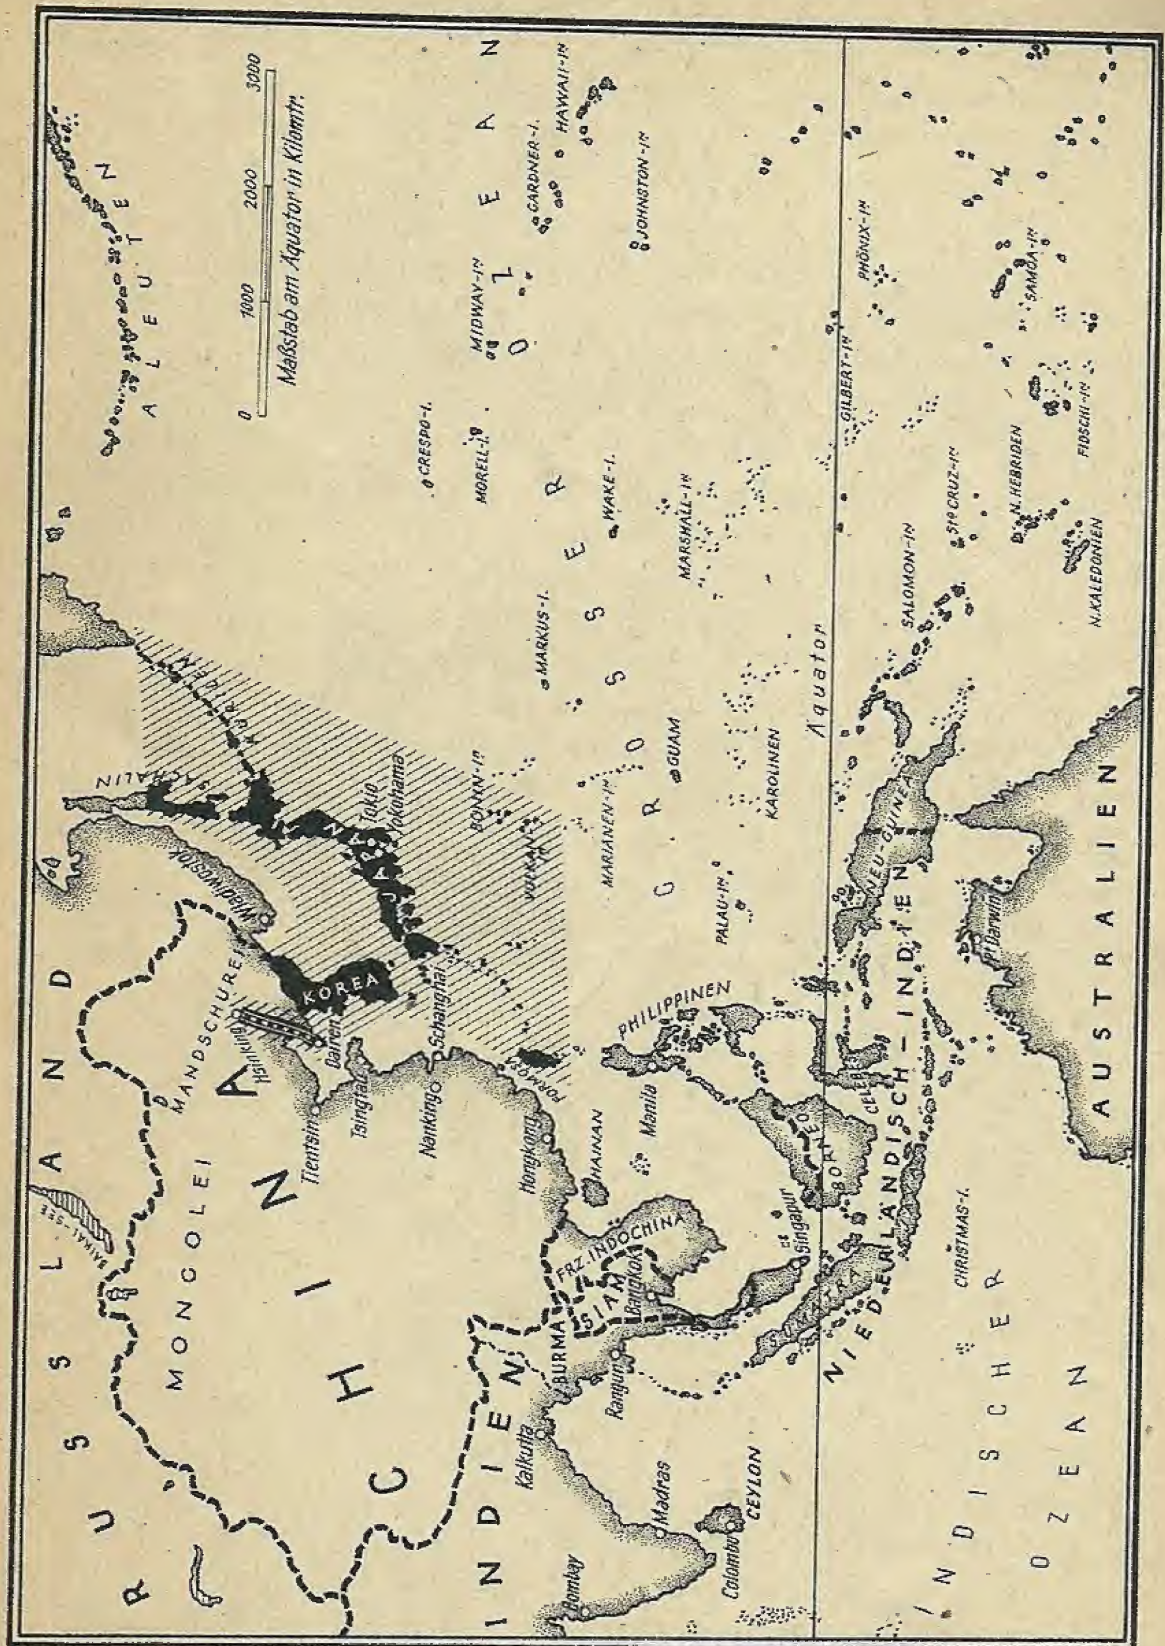 RUSSLAND
BAIKAL-SEE
MONGOLEI
MANDSCHUREI
CHINA
Hsinking
Wladiwostok
SACHALIN
KURILEN
ALEUTEN
0 1000 2000 3000
Maßstab am Äquator in Kilomtr.
KOREA
JAPAN
Tokio
Yokohama
Tientsin
Dairen
Tsingtau
Nanking
Schanghai
Hongkong
FORMOSA
HAINAN
BONIN-IN
VULKAN-IN
MARKUS-I.
CRESPO-I.
MORELL-I.
MIDWAY-IN
GARDNER-I.
HAWAII-IN
JOHNSTON-IN
WAKE-I.
MARSHALL-IN
MARIANEN-IN
GUAM
KAROLINEN
PALAU-IN
GROSSER
OZEAN
INDIEN
Kalkutta
Bombay
Madras
Colombo
CEYLON
BURMA
Rangun
SIAM
Bangkok
FRZ. INDOCHINA
PHILIPPINEN
Manila
Singapur
BORNEO
CELEBES
SUMATRA
NIEDERLÄNDISCH-INDIEN
NEU-GUINEA
Äquator
GILBERT-IN
PHÖNIX-IN
SALOMON-IN
STA CRUZ-IN
N. HEBRIDEN
FIDSCHI-IN
SAMOA-IN
N. KALEDONIEN
CHRISTMAS-I.
INDISCHER
OZEAN
Pt Darwin
AUSTRALIEN